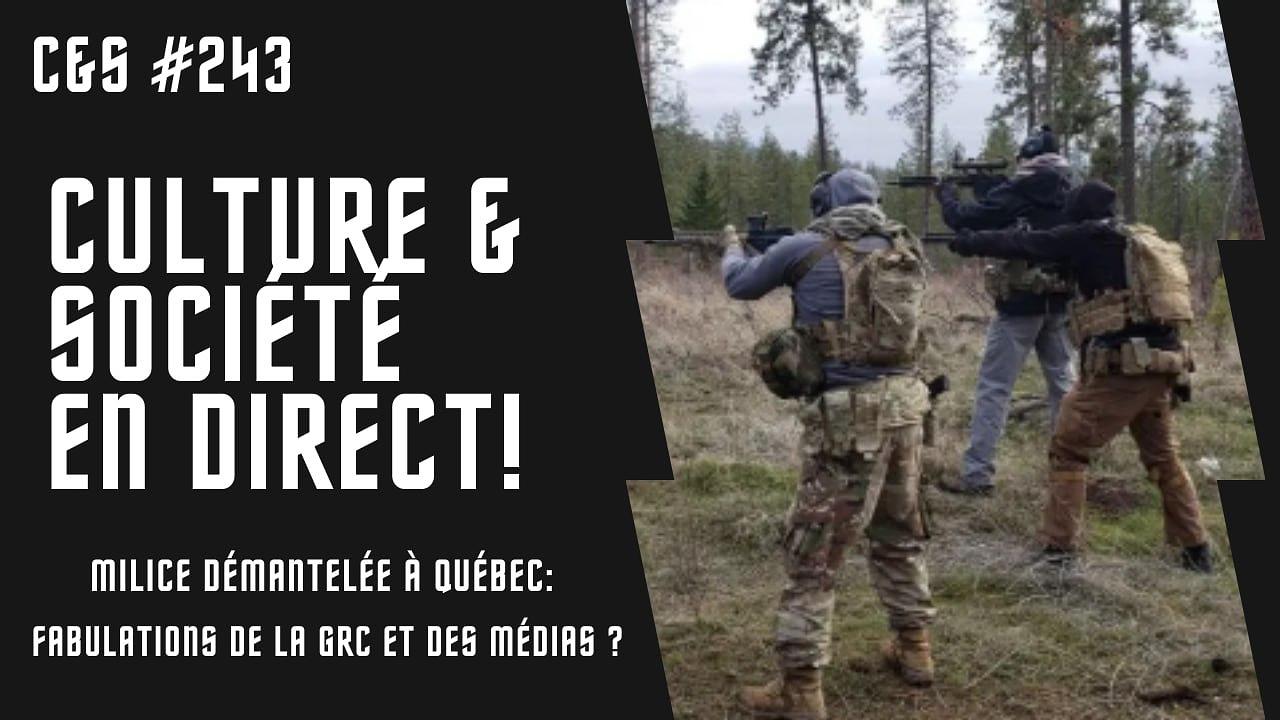 C&S #243
CULTURE &
SOCIÉTÉ
EN DIRECT!
MILICE DÉMANTELÉE À QUÉBEC:
FABULATIONS DE LA GRC ET DES MÉDIAS ?